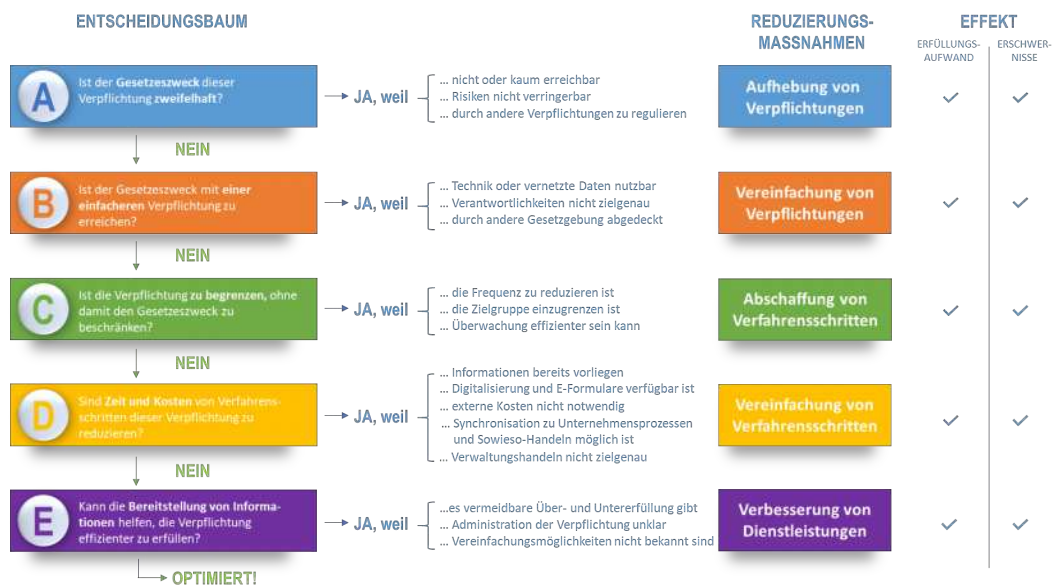 ENTSCHEIDUNGSBAUM
REDUZIERUNGS-
MASSNAHMEN
EFFEKT
ERFÜLLUNGS-
AUFWAND
ERSCHWER-
NISSE
A
Ist der Gesetzeszweck dieser
Verpflichtung zweifelhaft?
JA, weil
... nicht oder kaum erreichbar
... Risiken nicht verringerbar
... durch andere Verpflichtungen zu regulieren
Aufhebung von
Verpflichtungen
NEIN
B
Ist der Gesetzeszweck mit einer
einfacheren Verpflichtung zu
erreichen?
JA, weil
... Technik oder vernetzte Daten nutzbar
... Verantwortlichkeiten nicht zielgenau
... durch andere Gesetzgebung abgedeckt
Vereinfachung von
Verpflichtungen
NEIN
C
Ist die Verpflichtung zu begrenzen, ohne
damit den Gesetzeszweck zu
beschränken?
JA, weil
... die Frequenz zu reduzieren ist
... die Zielgruppe einzugrenzen ist
... Überwachung effizienter sein kann
Abschaffung von
Verfahrensschritten
NEIN
D
Sind Zeit und Kosten von Verfahrens-
schritten dieser Verpflichtung zu
reduzieren?
JA, weil
... Informationen bereits vorliegen
... Digitalisierung und E-Formulare verfügbar ist
... externe Kosten nicht notwendig
... Synchronisation zu Unternehmensprozessen
und Sowieso-Handeln möglich ist
... Verwaltungshandeln nicht zielgenau
Vereinfachung von
Verfahrensschritten
NEIN
E
Kann die Bereitstellung von Informa-
tionen helfen, die Verpflichtung
effizienter zu erfüllen?
JA, weil
...es vermeidbare Über- und Untererfüllung gibt
... Administration der Verpflichtung unklar
... Vereinfachungsmöglichkeiten nicht bekannt sind
Verbesserung von
Dienstleistungen
OPTIMIERT!